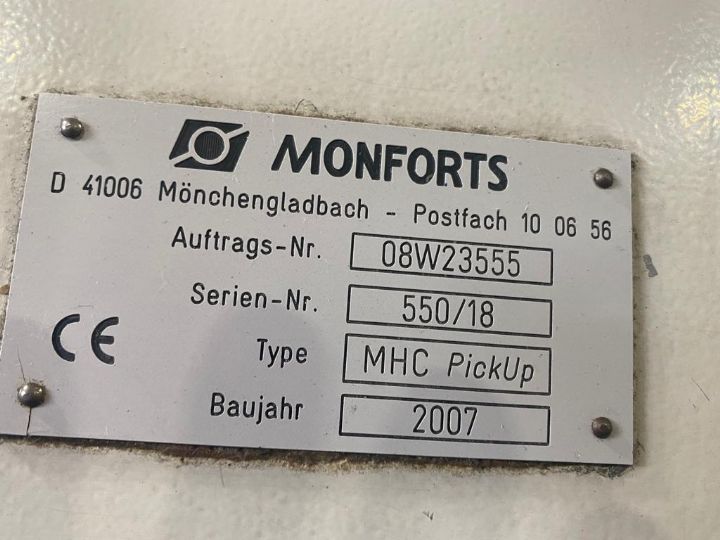 MONFORTS
D 41006 Mönchengladbach - Postfach 10 06 56
Auftrags-Nr. 08W23555
Serien-Nr. 550/18
CE
Type MHC PickUp
Baujahr 2007